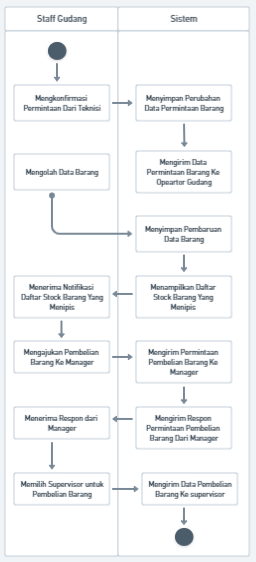 Staff Gudang
Sistem
Mengkonfirmasi
Permintaan Dari Teknisi
Menyimpan Perubahan
Data Permintaan Barang
Mengolah Data Barang
Mengirim Data
Permintaan Barang Ke
Opeartor Gudang
Menyimpan Pembaruan
Data Barang
Menerima Notifikasi
Daftar Stock Barang Yang
Menipis
Menampilkan Daftar
Stock Barang Yang
Menipis
Mengajukan Pembelian
Barang Ke Manager
Mengirim Permintaan
Pembelian Barang Ke
Manager
Menerima Respon dari
Manager
Mengirim Respon
Permintaan Pembelian
Barang Dari Manager
Memilih Supervisor untuk
Pembelian Barang
Mengirim Data Pembelian
Barang Ke supervisor